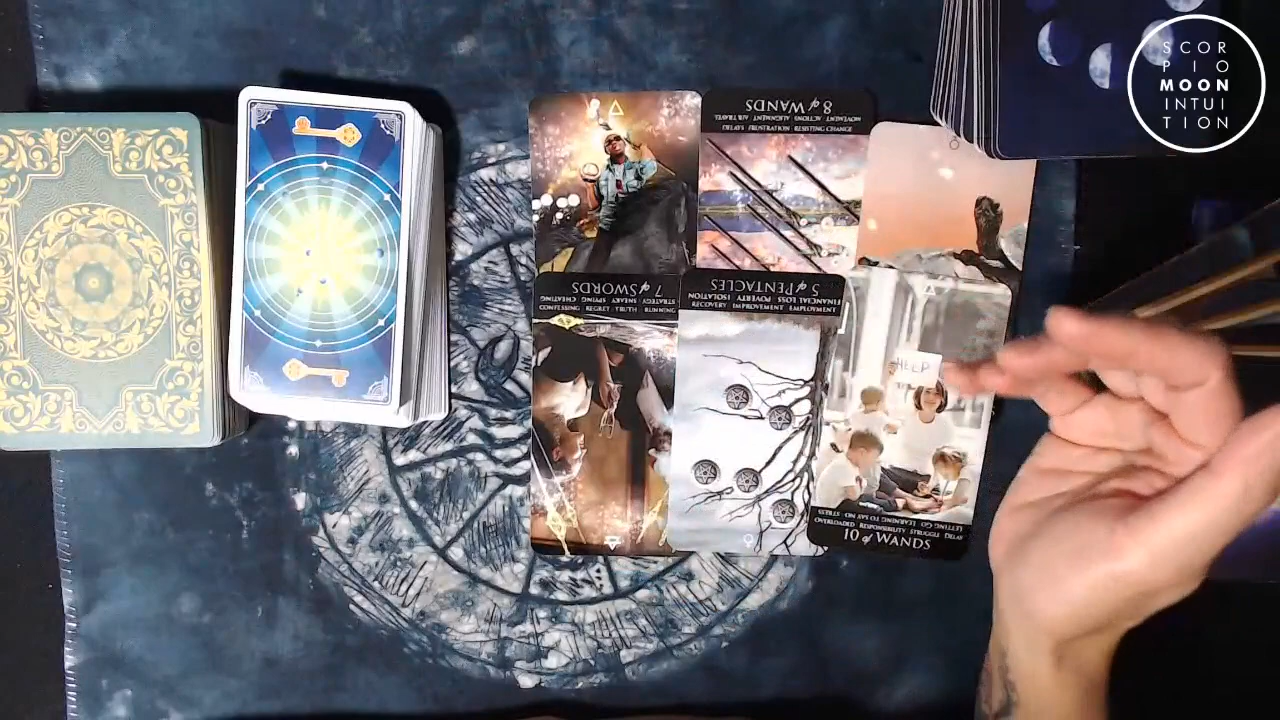 SCOR
PIO
MOON
INTUI
TION
8 of WANDS
MOVEMENT ACTIONS ALIGNMENT AIR TRAVEL
DELAYS FRUSTRATION RESISTING CHANGE
7 of SWORDS
STRATEGY SNEAKY SPYING CHEATING
CONFESSING REGRET TRUTH RUNNING
5 of PENTACLES
FINANCIAL LOSS POVERTY ISOLATION
RECOVERY IMPROVEMENT EMPLOYMENT
HELP
LETTING GO LEARNING TO SAY NO STRESS
OVERLOADED RESPONSIBILITY STRUGGLE DELAY
10 of WANDS